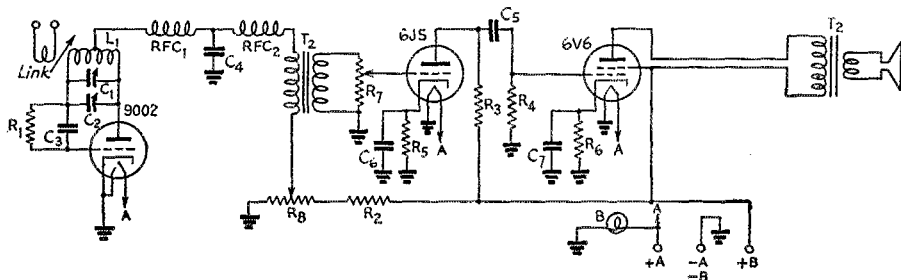 Link
L1
RFC1
RFC2
C4
T2
R7
6J5
C5
6V6
T2
C1
C2
9002
R1
C3
R3
R4
C6
R5
A
C7
R6
A
A
R8
R2
B
A
+A
-A
-B
+B